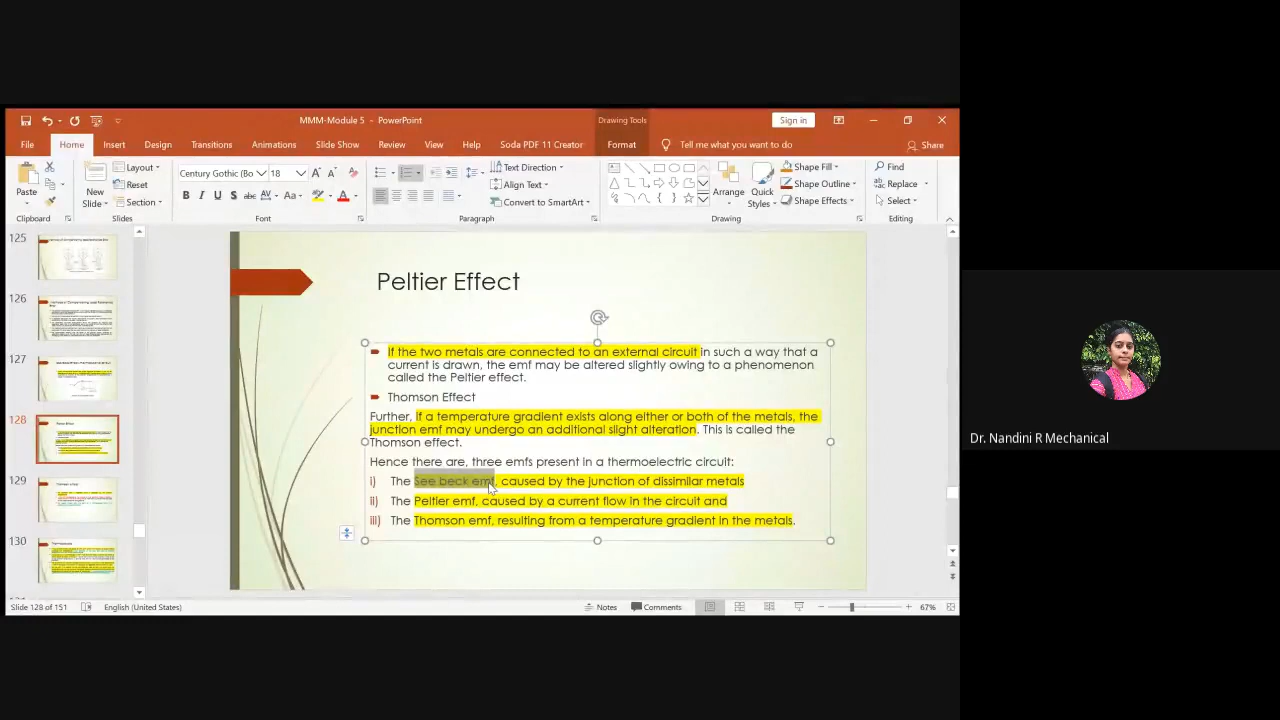 MMM-Module 5 - PowerPoint
Drawing Tools
Sign in
File Home Insert Design Transitions Animations Slide Show Review View Help Soda PDF 11 Creator Format Tell me what you want to do Share
Paste
Clipboard
New Slide
Layout
Reset
Section
Slides
Century Gothic (Bo 18
B I U S abc AV Aa A
Font
Text Direction
Align Text
Convert to SmartArt
Paragraph
Arrange
Quick Styles
Shape Fill
Shape Outline
Shape Effects
Drawing
Find
Replace
Select
Editing
125
126
127
128
129
130
Peltier Effect
If the two metals are connected to an external circuit in such a way that a
current is drawn, the emf may be altered slightly owing to a phenomenon
called the Peltier effect.
Thomson Effect
Further, if a temperature gradient exists along either or both of the metals, the
junction emf may undergo an additional slight alteration. This is called the
Thomson effect.
Hence there are, three emfs present in a thermoelectric circuit:
i) The See beck emf, caused by the junction of dissimilar metals
ii) The Peltier emf, caused by a current flow in the circuit and
iii) The Thomson emf, resulting from a temperature gradient in the metals.
Slide 128 of 151 English (United States) Notes Comments 67%
Dr. Nandini R Mechanical